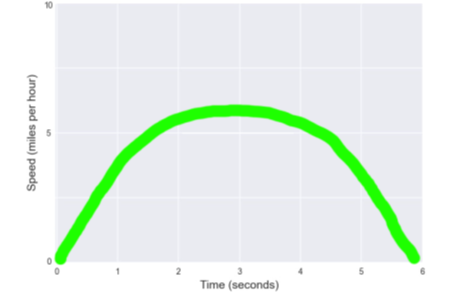 10
Speed (miles per hour)
5
0
0 1 2 3 4 5 6
Time (seconds)